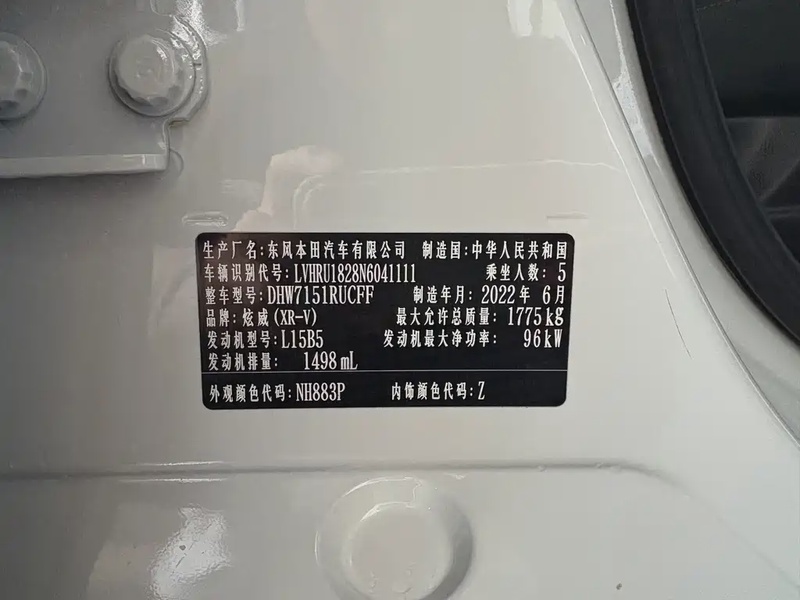 生产厂名:东风本田汽车有限公司 制造国:中华人民共和国
车辆识别代号:LVHRU1828N6041111 乘坐人数:5
整车型号:DHW7151RUCFF 制造年月:2022年6月
品牌:炫威(XR-V) 最大允许总质量:1775kg
发动机型号:L15B5 发动机最大净功率: 96kW
发动机排量: 1498mL
外观颜色代码:NH883P 内饰颜色代码:Z